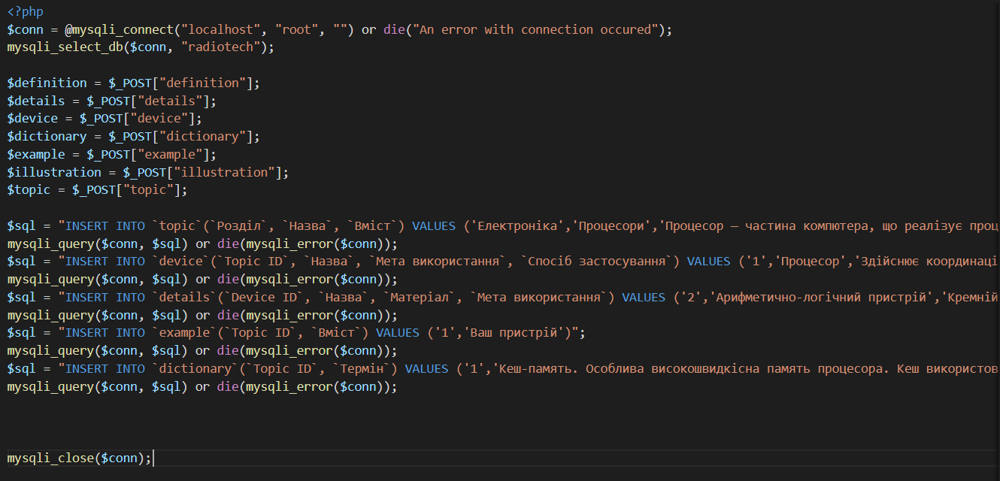 <?php
$conn = @mysqli_connect("localhost", "root", "") or die("An error with connection occured");
mysqli_select_db($conn, "radiotech");
$definition = $_POST["definition"];
$details = $_POST["details"];
$device = $_POST["device"];
$dictionary = $_POST["dictionary"];
$example = $_POST["example"];
$illustration = $_POST["illustration"];
$topic = $_POST["topic"];
$sql = "INSERT INTO `topic`(`Розділ`, `Назва`, `Вміст`) VALUES ('Електроніка','Процесори','Процесор – частина компютера, що реалізує проц
mysqli_query($conn, $sql) or die(mysqli_error($conn));
$sql = "INSERT INTO `device`(`Topic ID`, `Назва`, `Мета використання`, `Спосіб застосування`) VALUES ('1','Процесор','Здійснює координаці
mysqli_query($conn, $sql) or die(mysqli_error($conn));
$sql = "INSERT INTO `details`(`Device ID`, `Назва`, `Матеріал`, `Мета використання`) VALUES ('2','Арифметично-логічний пристрій','Кремній
mysqli_query($conn, $sql) or die(mysqli_error($conn));
$sql = "INSERT INTO `example`(`Topic ID`, `Вміст`) VALUES ('1','Ваш пристрій')";
mysqli_query($conn, $sql) or die(mysqli_error($conn));
$sql = "INSERT INTO `dictionary`(`Topic ID`, `Термін`) VALUES ('1','Кеш-память. Особлива високошвидкісна память процесора. Кеш використов
mysqli_query($conn, $sql) or die(mysqli_error($conn));
mysqli_close($conn);